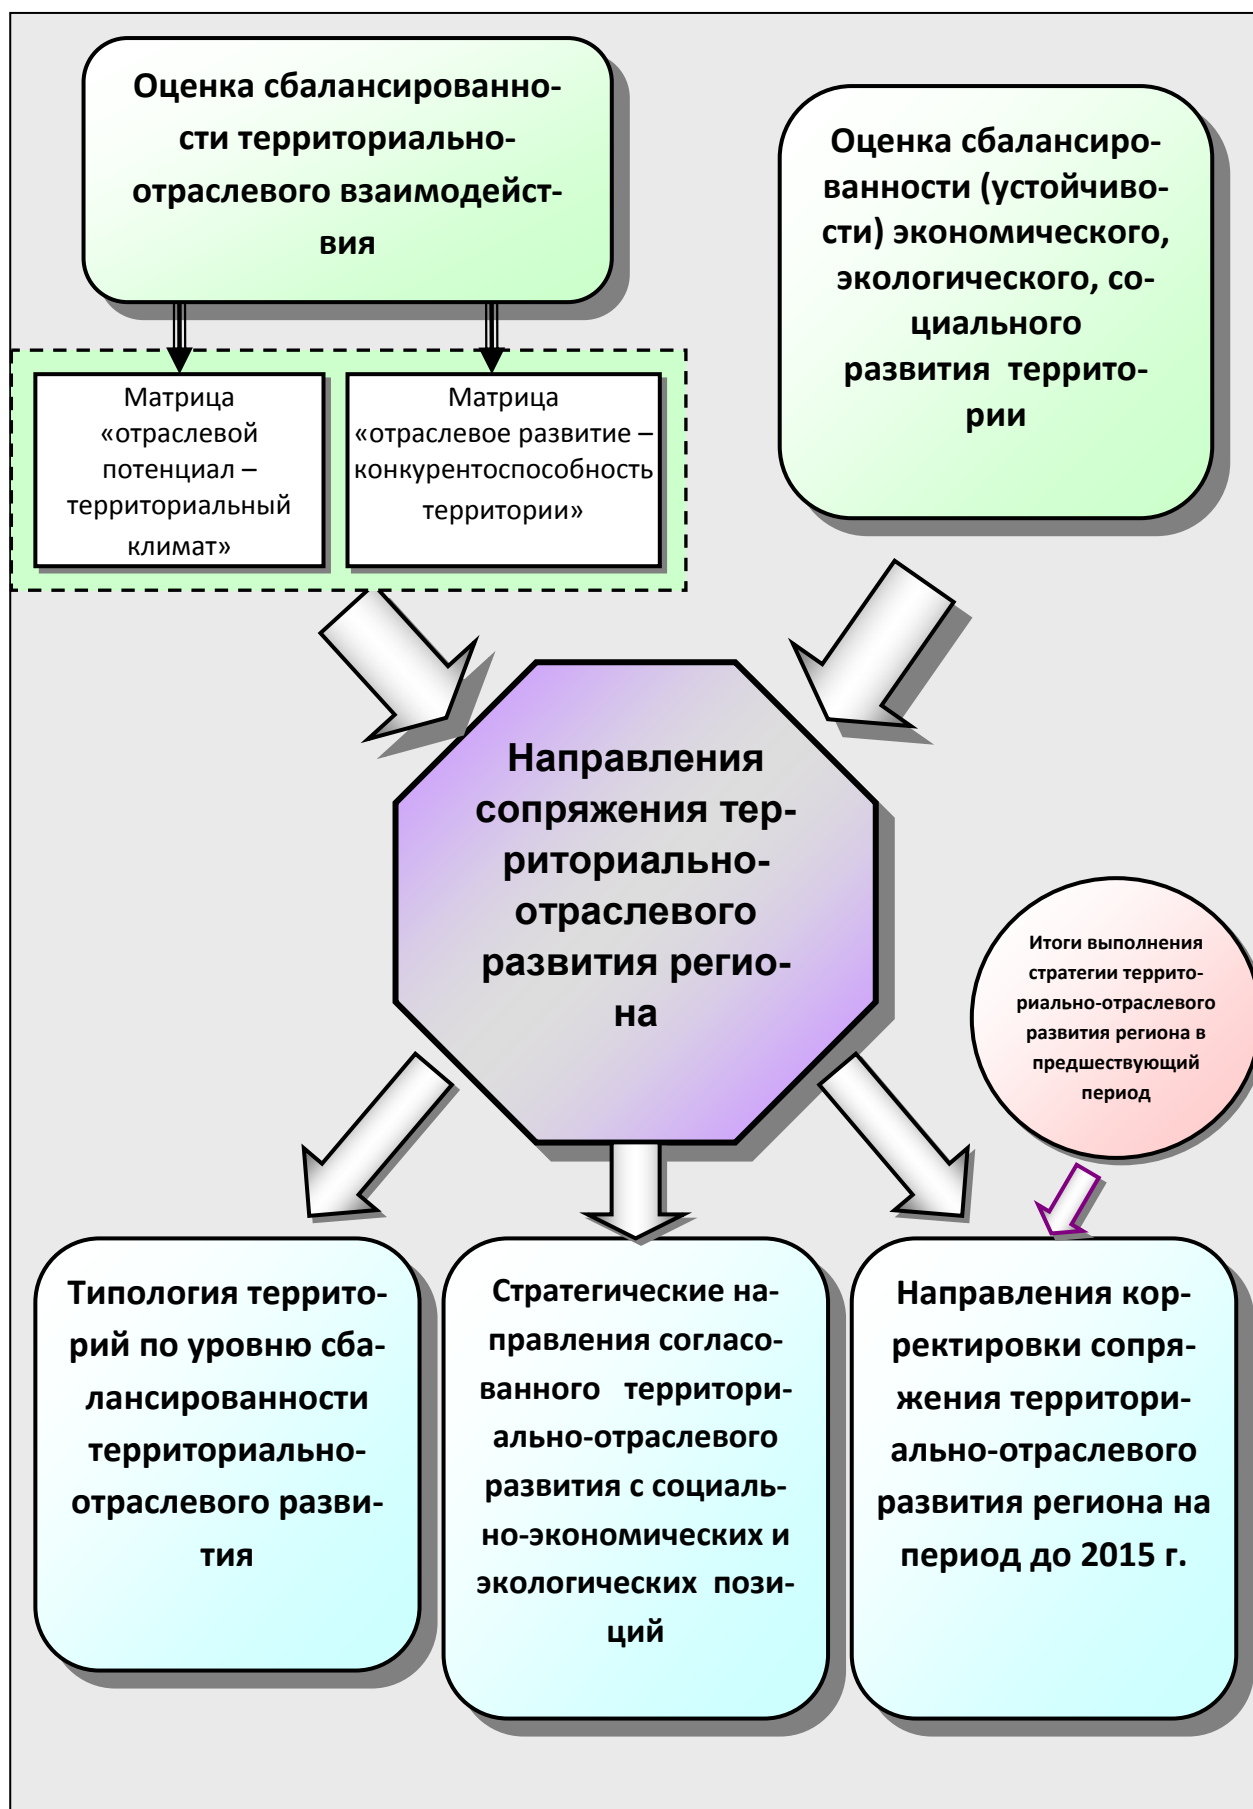 Оценка сбалансированно-
сти территориально-
отраслевого взаимодейст-
вия
Оценка сбалансиро-
ванности (устойчиво-
сти) экономического,
экологического, со-
циального
развития территo-
рии
Матрица
«отраслевой
потенциал –
территориальный
климат»
Матрица
«отраслевое развитие –
конкурентоспособность
территории»
Направления
сопряжения тер-
риториально-
отраслевого
развития регио-
на
Итоги выполнения
стратегии террито-
риально-отраслевого
развития региона в
предшествующий
период
Типология террито-
рий по уровню сба-
лансированности
территориально-
отраслевого разви-
тия
Стратегические на-
правления согласо-
ванного территори-
ально-отраслевого
развития с социаль-
но-экономических и
экологических пози-
ций
Направления кор-
ректировки сопря-
жения территори-
ально-отраслевого
развития региона на
период до 2015 г.